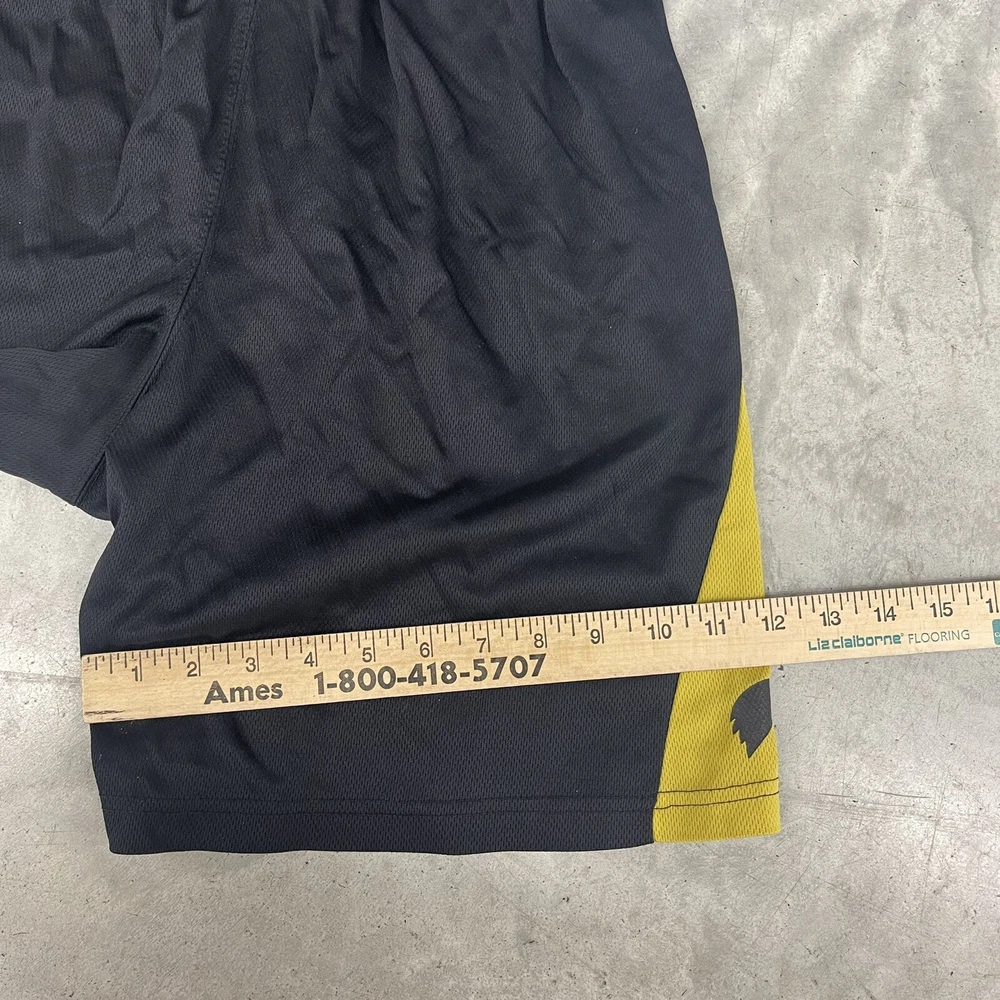 1 2 3 4 5 6 7 8 9 10 11 12 13 14 15
Liz claiborne® FLOORING
Ames 1-800-418-5707